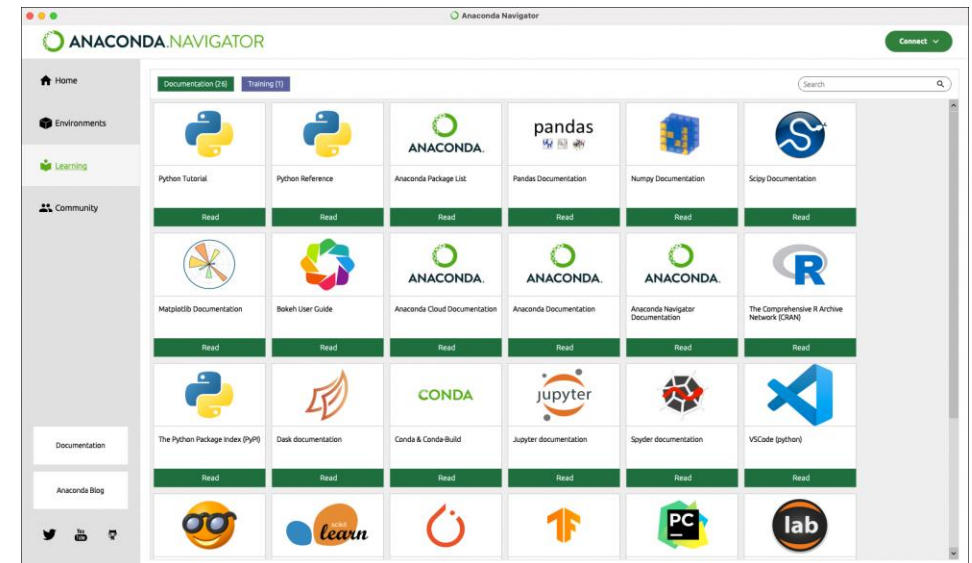 Anaconda Navigator
ANACONDA.NAVIGATOR
Connect
Home
Environments
Learning
Community
Documentation
Anaconda Blog
You
Tube
Documentation (26) Training (1)
Search
ANACONDA.
pandas
Python Tutorial
Python Reference
Anaconda Package List
Pandas Documentation
Numpy Documentation
Scipy Documentation
Read Read Read Read Read Read
ANACONDA. ANACONDA. ANACONDA. R
Matplotlib Documentation
Bokeh User Guide
Anaconda Cloud Documentation
Anaconda Documentation
Anaconda Navigator
Documentation
The Comprehensive R Archive
Network (CRAN)
Read Read Read Read Read Read
CONDA
jupyter
The Python Package Index (PyPI)
Dask documentation
Conda & Conda-Build
Jupyter documentation
Spyder documentation
VSCode (python)
Read Read Read Read Read Read
scikit
learn
PC
lab